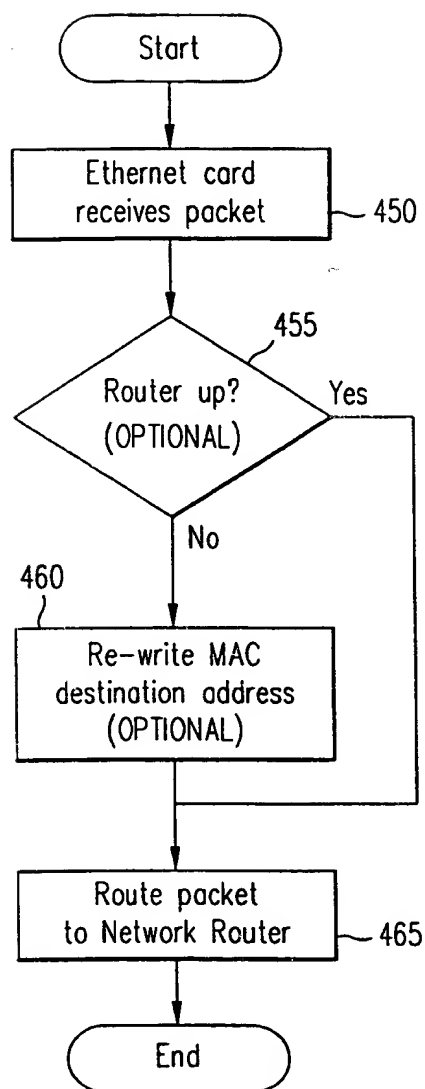 Start
Ethernet card
receives packet
450
455
Router up?
(OPTIONAL)
Yes
No
460
Re-write MAC
destination address
(OPTIONAL)
Route packet
to Network Router
465
End